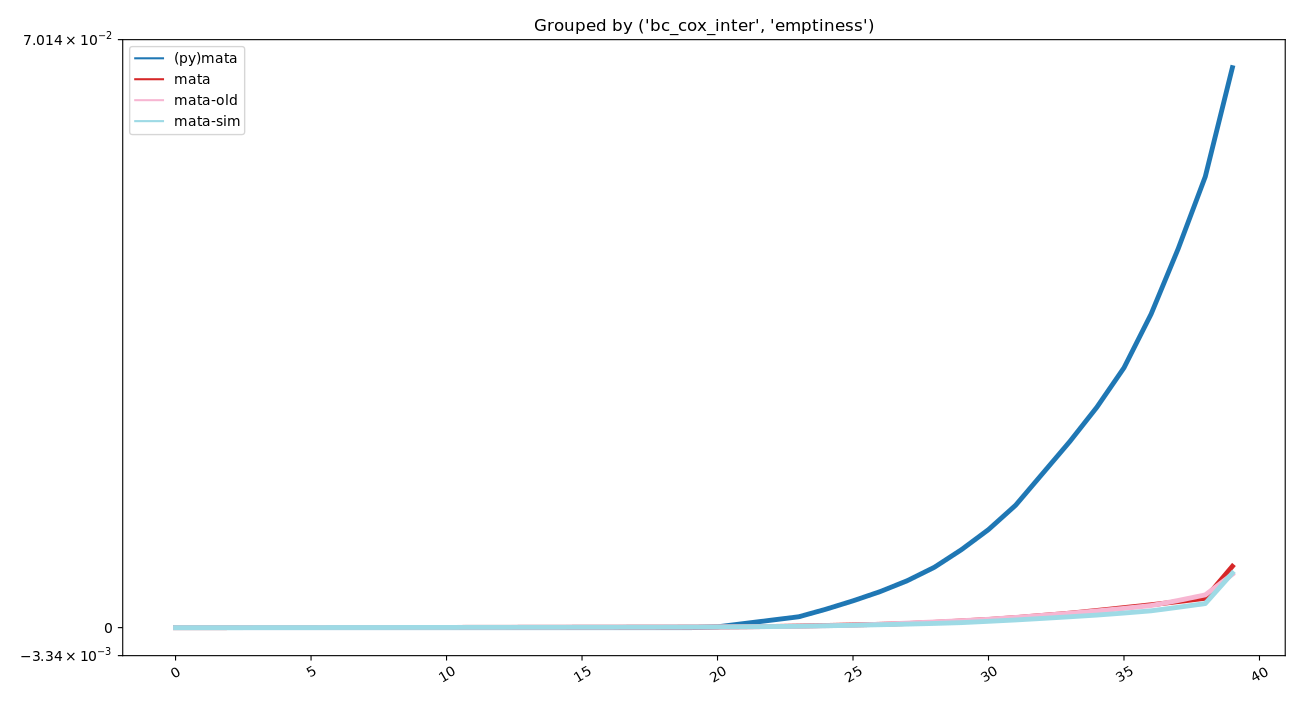 Grouped by ('bc_cox_inter', 'emptiness')
7.014 × 10⁻²
(py)mata
mata
mata-old
mata-sim
0
−3.34 × 10⁻³
0 5 10 15 20 25 30 35 40